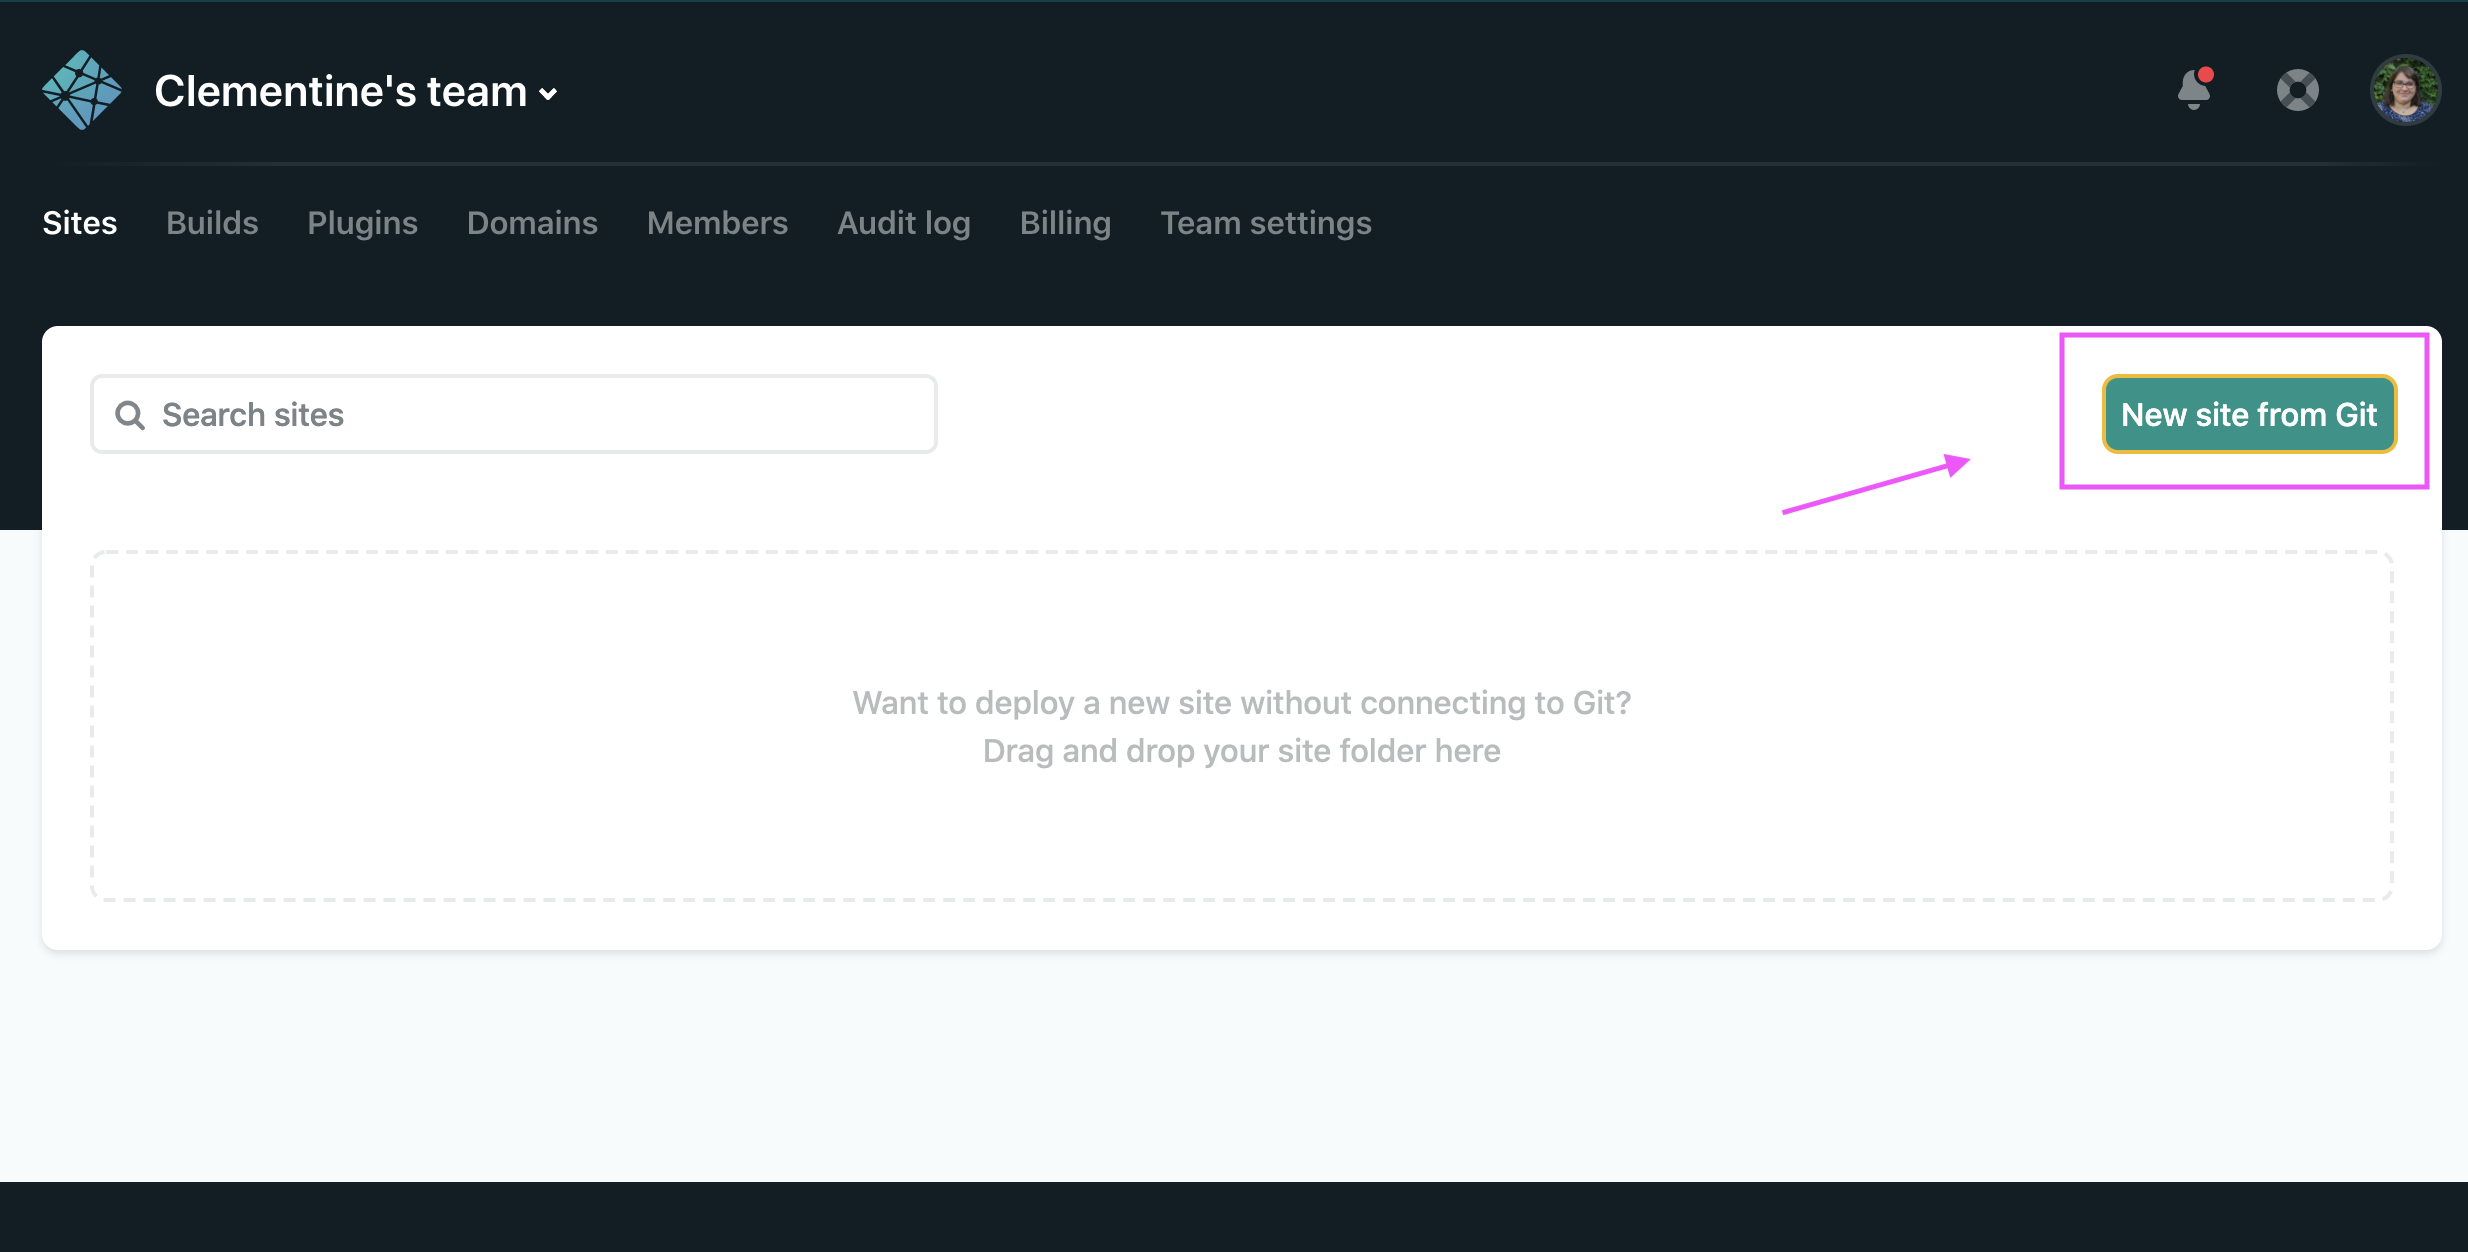 Clementine's team
Sites Builds Plugins Domains Members Audit log Billing Team settings
Search sites
New site from Git
Want to deploy a new site without connecting to Git?
Drag and drop your site folder here